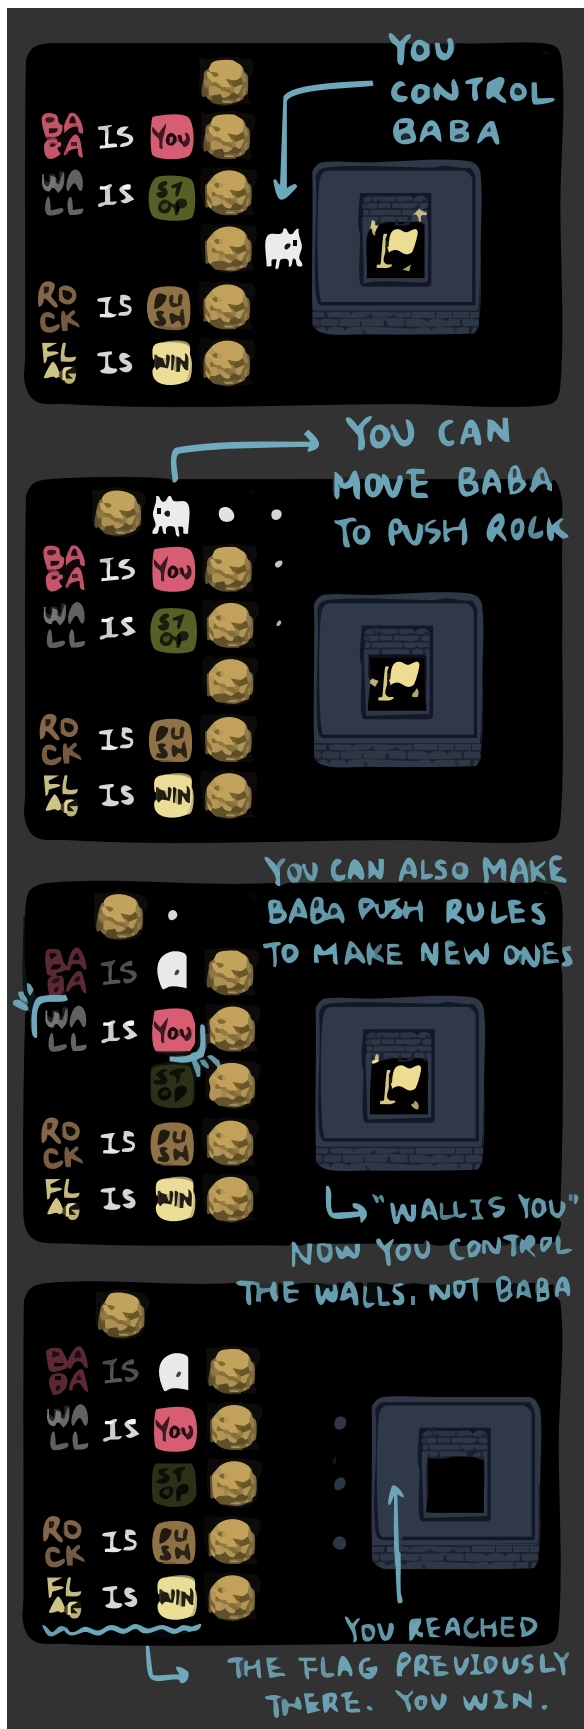 YOU
CONTROL
BABA
BABA IS YOU
WALL IS STOP
ROCK IS PUSH
FLAG IS WIN
YOU CAN
MOVE BABA
TO PUSH ROCK
BABA IS YOU
WALL IS STOP
ROCK IS PUSH
FLAG IS WIN
YOU CAN ALSO MAKE
BABA PUSH RULES
TO MAKE NEW ONES
BABA IS
WALL IS YOU
STOP
ROCK IS PUSH
FLAG IS WIN
"WALL IS YOU"
NOW YOU CONTROL
THE WALLS, NOT BABA
BABA IS
WALL IS YOU
STOP
ROCK IS PUSH
FLAG IS WIN
YOU REACHED
THE FLAG PREVIOUSLY
THERE. YOU WIN.